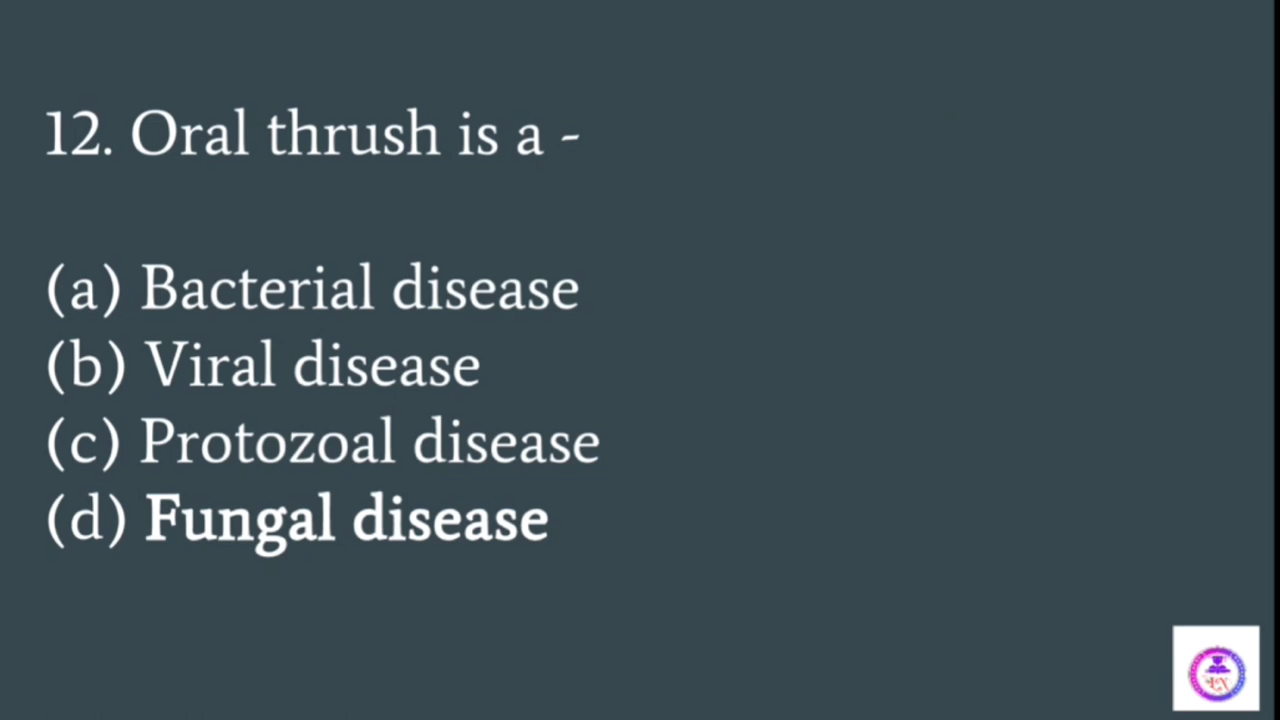 12. Oral thrush is a -
(a) Bacterial disease
(b) Viral disease
(c) Protozoal disease
(d) Fungal disease